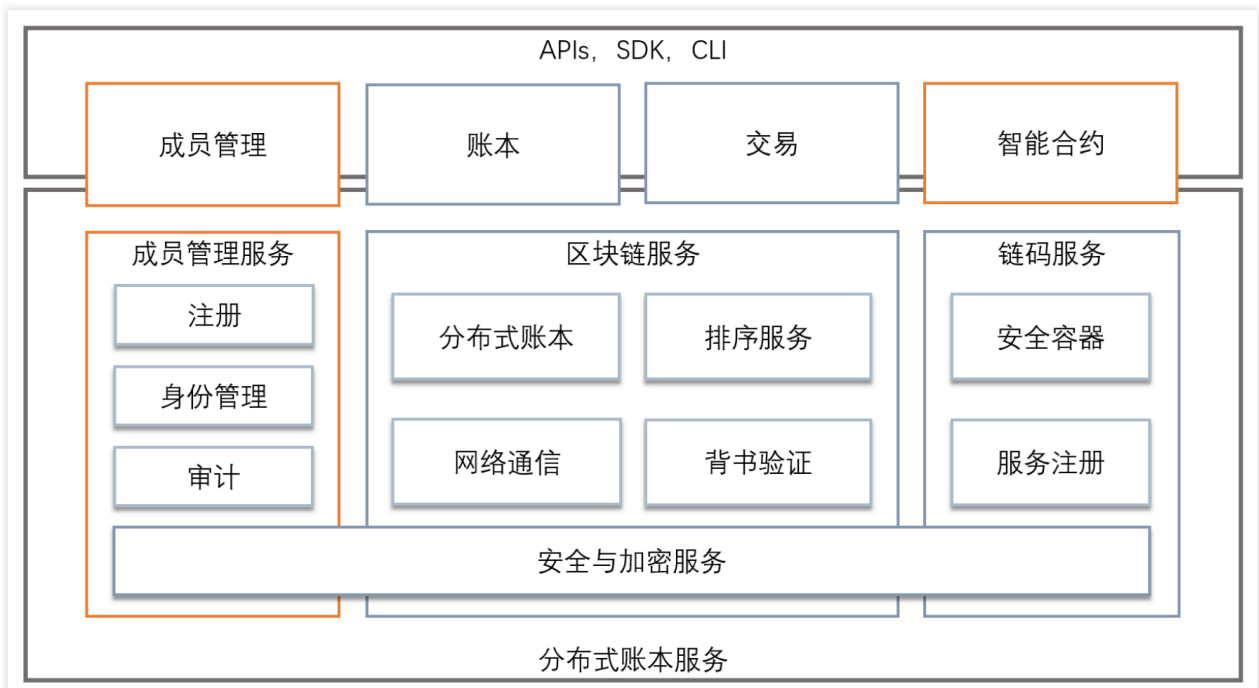 APIs, SDK, CLI
成员管理
账本
交易
智能合约
成员管理服务
区块链服务
链码服务
注册
身份管理
审计
分布式账本
排序服务
网络通信
背书验证
安全容器
服务注册
安全与加密服务
分布式账本服务